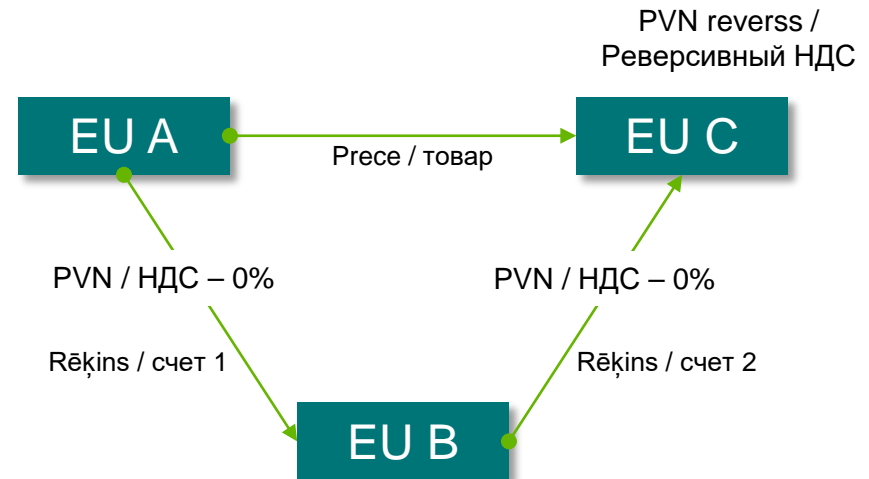 PVN reverss /
Реверсивный НДС
EU A
EU C
Prece / товар
PVN / НДС – 0%
PVN / НДС – 0%
Rēķins / счет 1
Rēķins / счет 2
EU B